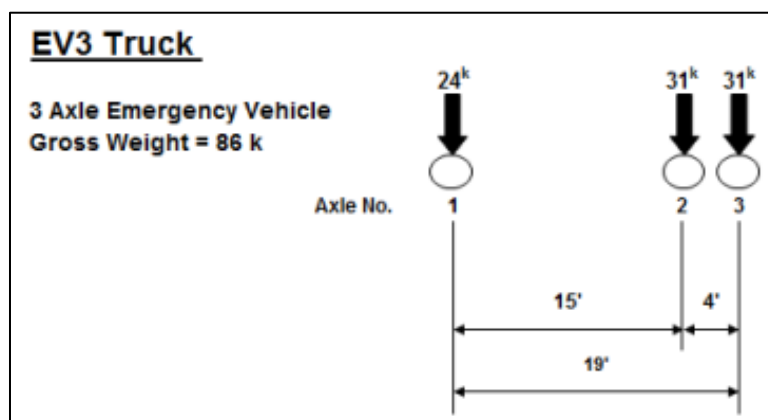 EV3 Truck
3 Axle Emergency Vehicle
Gross Weight = 86 k
24k 31k 31k
Axle No. 1 2 3
15' 4'
19'